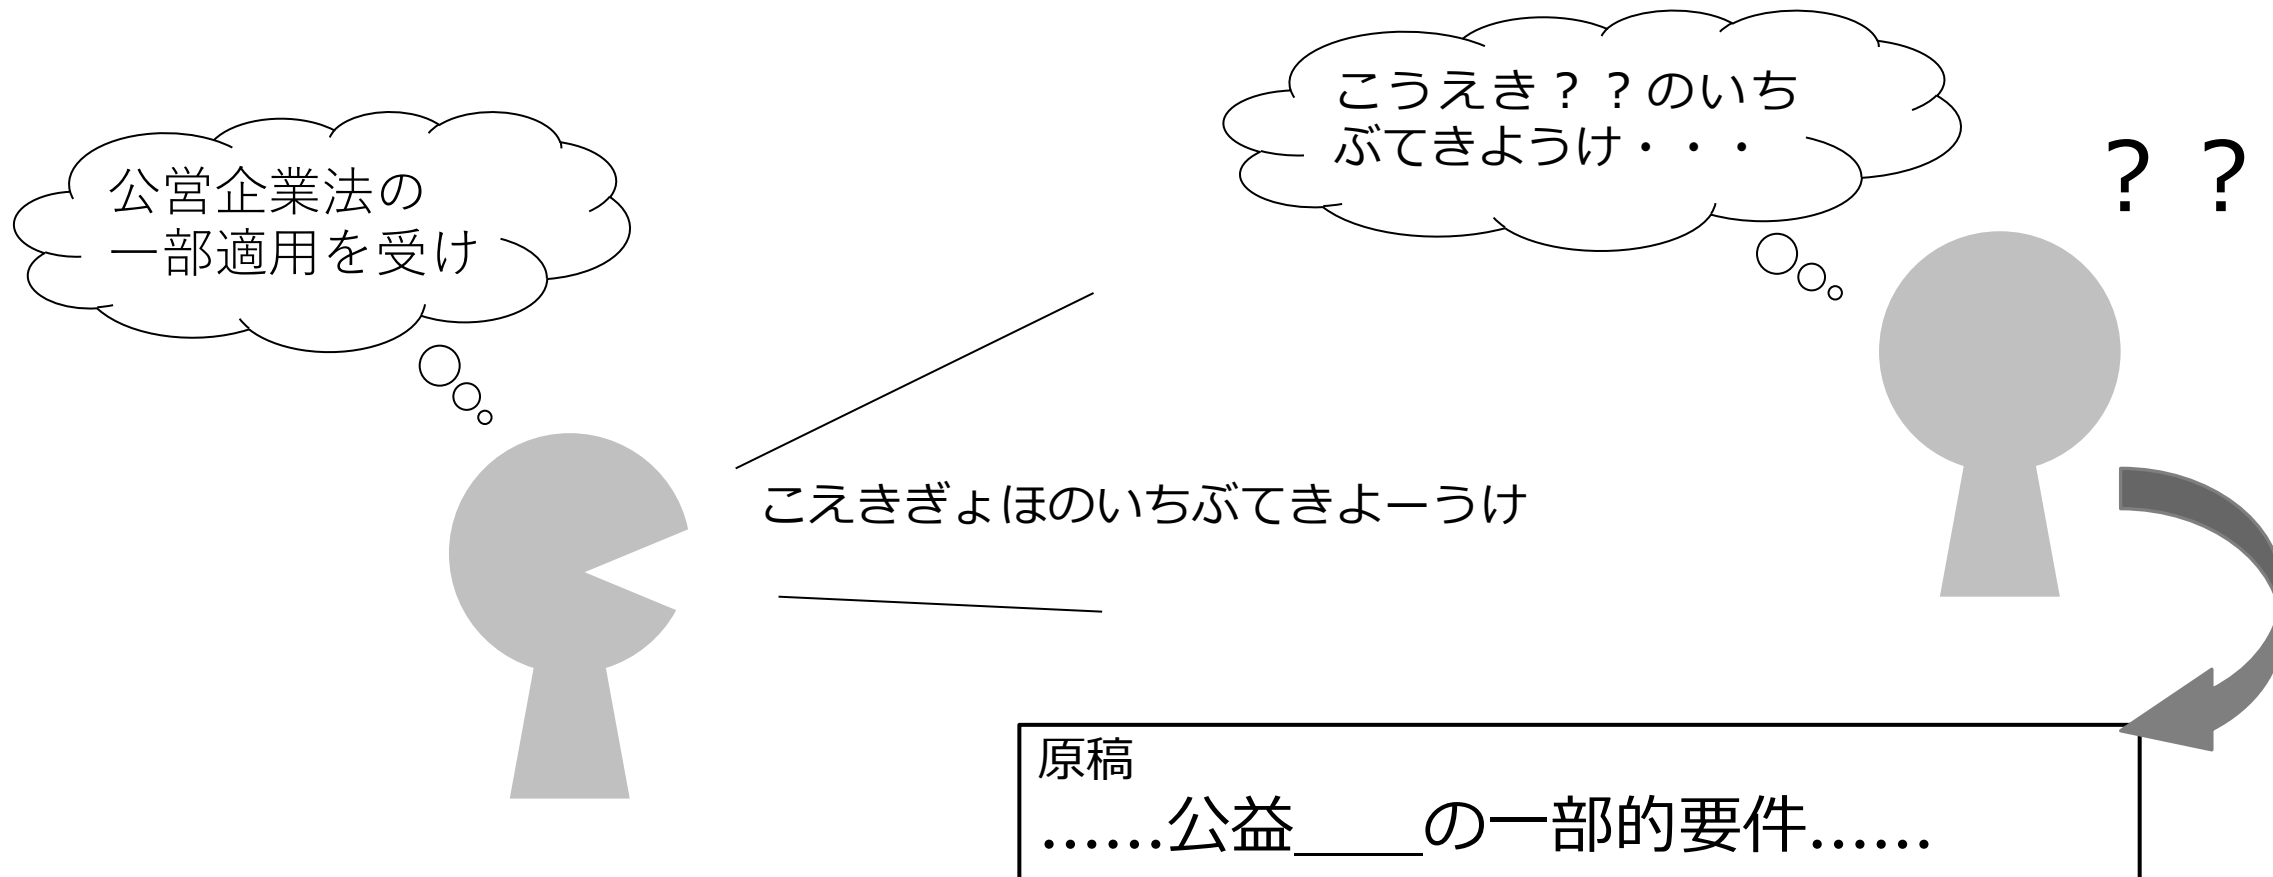 公営企業法の
一部適用を受け
こうえき？？のいち
ぶてきようけ・・・
？？
こえきぎょほのいちぶてきよーうけ
原稿
……公益____の一部的要件……